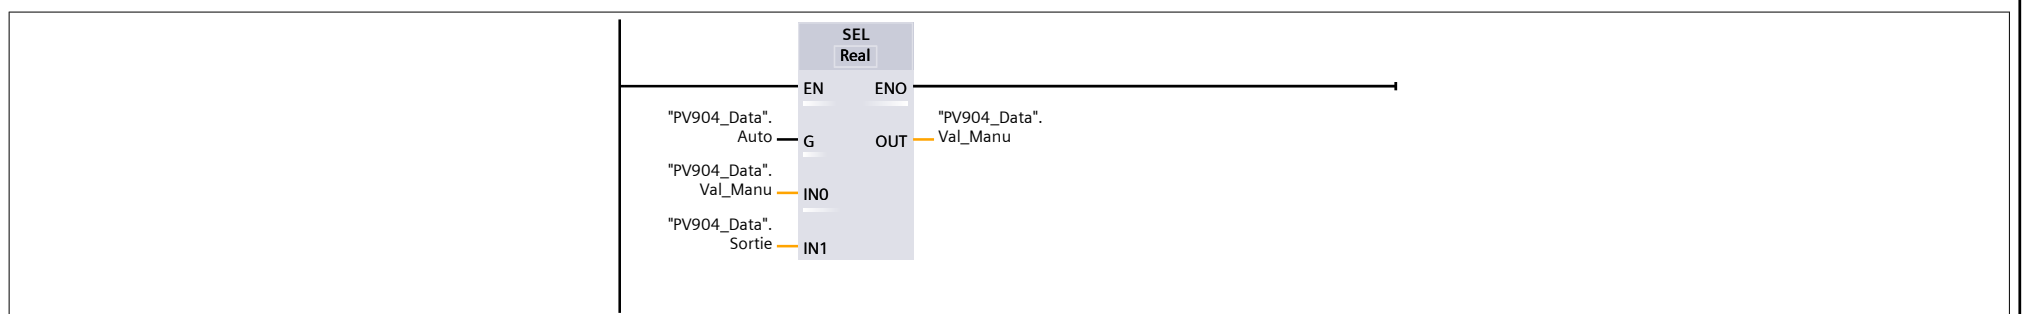 SEL
Real
EN ENO
"PV904_Data".
Auto
G
OUT
"PV904_Data".
Val_Manu
"PV904_Data".
Val_Manu
IN0
"PV904_Data".
Sortie
IN1